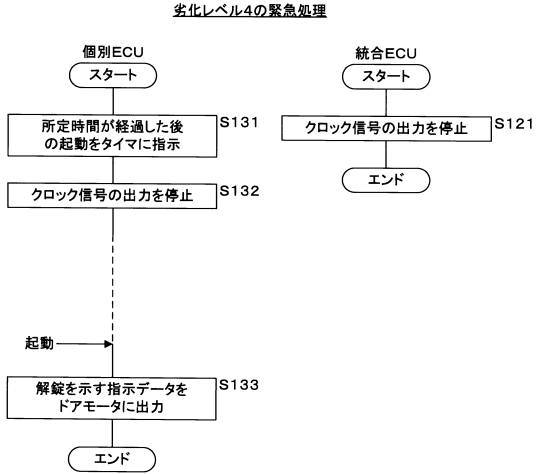 劣化レベル4の緊急処理
個別ECU
スタート
所定時間が経過した後
の起動をタイマに指示
S131
クロック信号の出力を停止
S132
起動
解錠を示す指示データを
ドアモータに出力
S133
エンド
統合ECU
スタート
クロック信号の出力を停止
S121
エンド